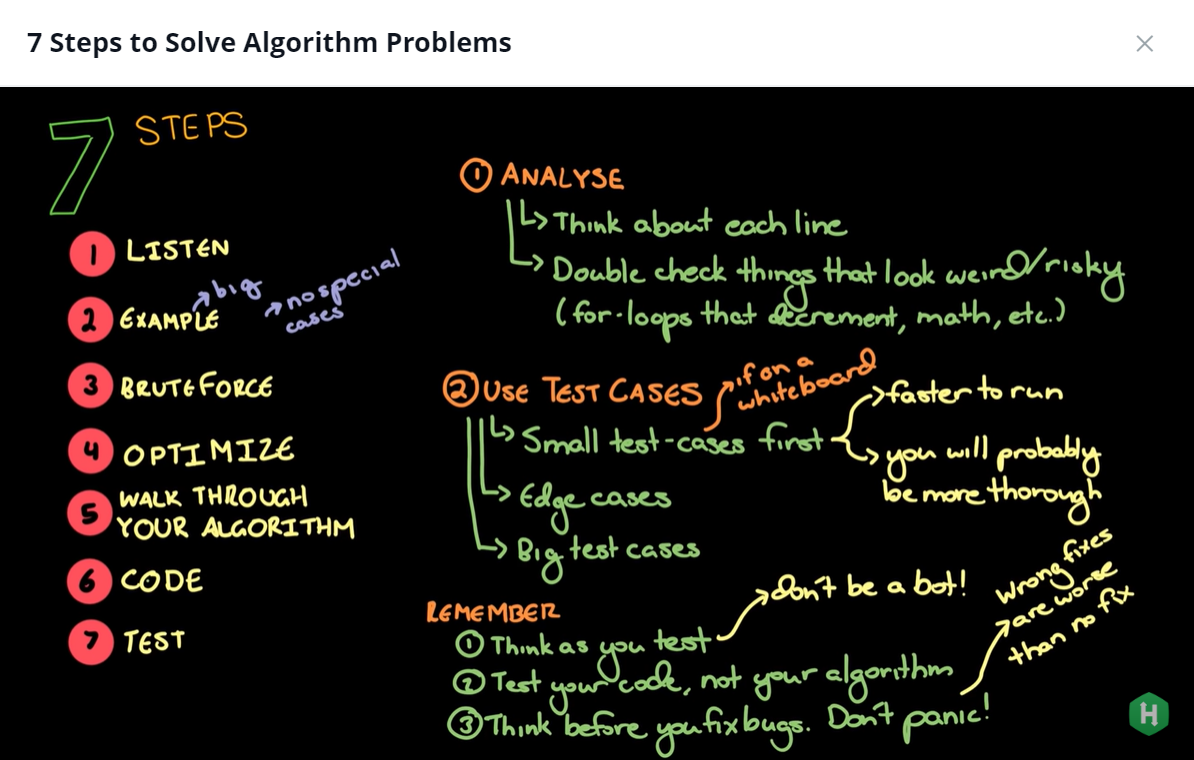 7 Steps to Solve Algorithm Problems
7 STEPS
1 LISTEN
2 EXAMPLE
big
no special
cases
3 BRUTE FORCE
4 OPTIMIZE
5 WALK THROUGH
YOUR ALGORITHM
6 CODE
7 TEST
1 ANALYSE
Think about each line
Double check things that look weird/risky
(for-loops that decrement, math, etc.)
2 USE TEST CASES
if on a
whiteboard
Small test-cases first
faster to run
you will probably
be more thorough
Edge cases
Big test cases
REMEMBER
1 Think as you test
don't be a bot!
2 Test your code, not your algorithm
3 Think before you fix bugs. Don't panic!
wrong fixes
are worse
than no fix
H